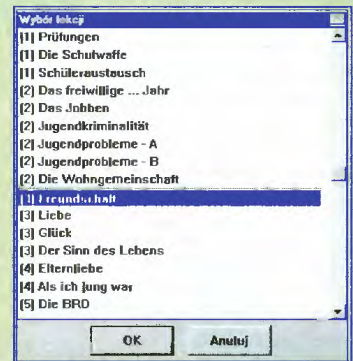 Wybór lekcji
[1] Prüfungen
[1] Die Schutwaffe
[1] Schüleraustausch
(2) Das freiwillige ... Jahr
(2) Das Jobben
(2) Jugendkriminalität
(2) Jugendprobleme - A
(2) Jugendprobleme - B
(2) Die Wohngemeinschaft
[3] Freundschaft
[3] Liebe
[3] Glück
[3] Der Sinn des Lebens
[4] Elternliebe
[4] Als ich jung war
(5) Die BRD
OK
Anuluj